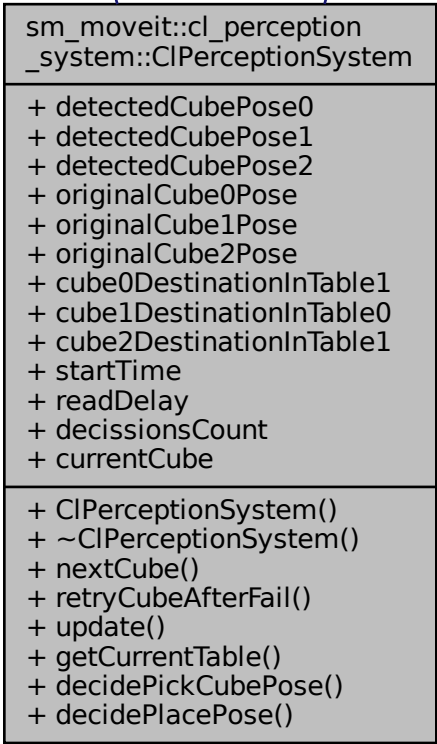 sm_moveit::cl_perception
_system::ClPerceptionSystem
+ detectedCubePose0
+ detectedCubePose1
+ detectedCubePose2
+ originalCube0Pose
+ originalCube1Pose
+ originalCube2Pose
+ cube0DestinationInTable1
+ cube1DestinationInTable0
+ cube2DestinationInTable1
+ startTime
+ readDelay
+ decissionsCount
+ currentCube
+ ClPerceptionSystem()
+ ~ClPerceptionSystem()
+ nextCube()
+ retryCubeAfterFail()
+ update()
+ getCurrentTable()
+ decidePickCubePose()
+ decidePlacePose()